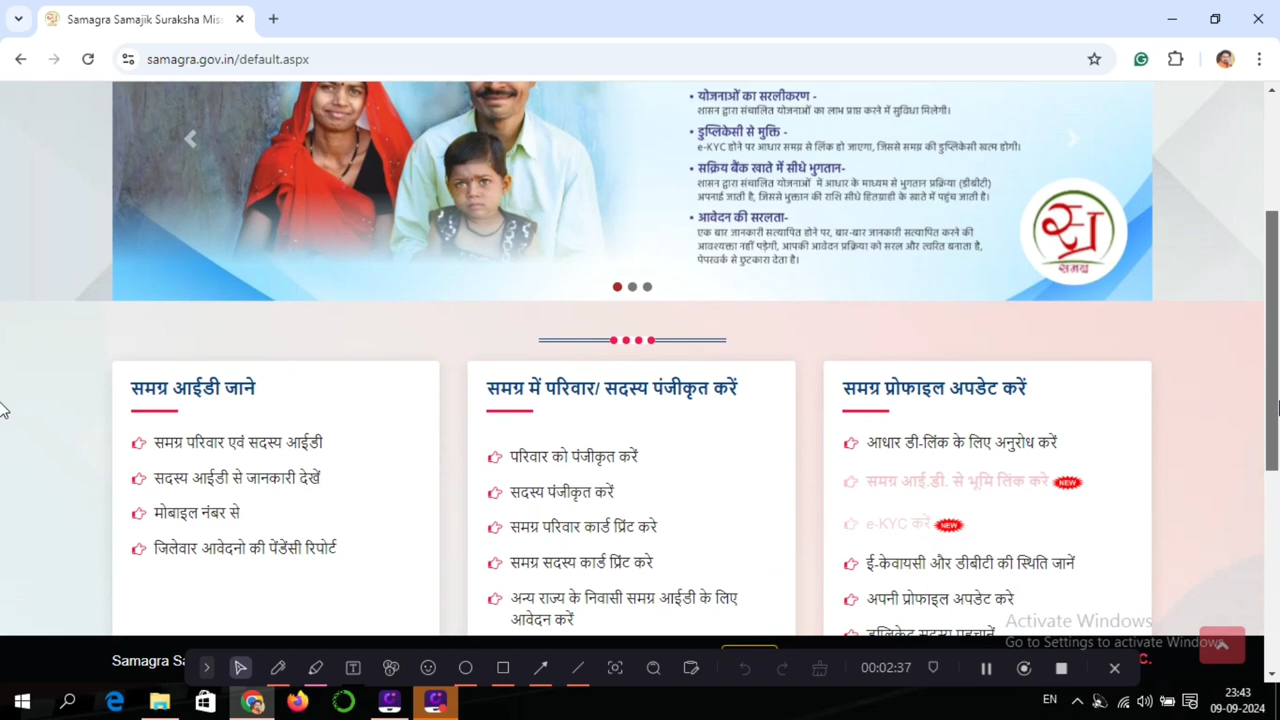 Samagra Samajik Suraksha Mis
samagra.gov.in/default.aspx
• योजनाओं का सरलीकरण -
शासन द्वारा संचालित योजनाओं का लाभ प्राप्त करने में सुविधा मिलेगी।
• डुप्लिकेसी से मुक्ति -
e-KYC होने पर आधार समग्र से लिंक हो जाएगा, जिससे समग्र की डुप्लिकेसी खत्म होगी।
• सक्रिय बैंक खाते में सीधे भुगतान-
शासन द्वारा संचालित योजनाओं में आधार के माध्यम से भुगतान प्रक्रिया (डीबीटी)
अपनाई जाती है, जिससे भुक्तान की राशि सीधे हितग्राही के खाते में पहुंच जाती है।
• आवेदन की सरलता-
एक बार जानकारी सत्यापित होने पर, बार-बार जानकारी सत्यापित करने की
आवश्यक्ता नहीं पड़ेगी, आपकी आवेदन प्रक्रिया को सरल और त्वरित बनाता है,
पेपरवर्क से छुटकारा देता है।
समग्र
समग्र आईडी जाने
समग्र परिवार एवं सदस्य आईडी
सदस्य आईडी से जानकारी देखें
मोबाइल नंबर से
जिलेवार आवेदनो की पेंडेंसी रिपोर्ट
समग्र में परिवार/ सदस्य पंजीकृत करें
परिवार को पंजीकृत करें
सदस्य पंजीकृत करें
समग्र परिवार कार्ड प्रिंट करे
समग्र सदस्य कार्ड प्रिंट करे
अन्य राज्य के निवासी समग्र आईडी के लिए
आवेदन करें
समग्र प्रोफाइल अपडेट करें
आधार डी-लिंक के लिए अनुरोध करें
समग्र आई.डी. से भूमि लिंक करे NEW
e-KYC करें NEW
ई-केवायसी और डीबीटी की स्थिति जानें
अपनी प्रोफाइल अपडेट करे
डुप्लिकेट सदस्य पहचानें
Activate Windows
Go to Settings to activate Windows.
Samagra Sa
C.
00:02:37
EN
23:43
09-09-2024